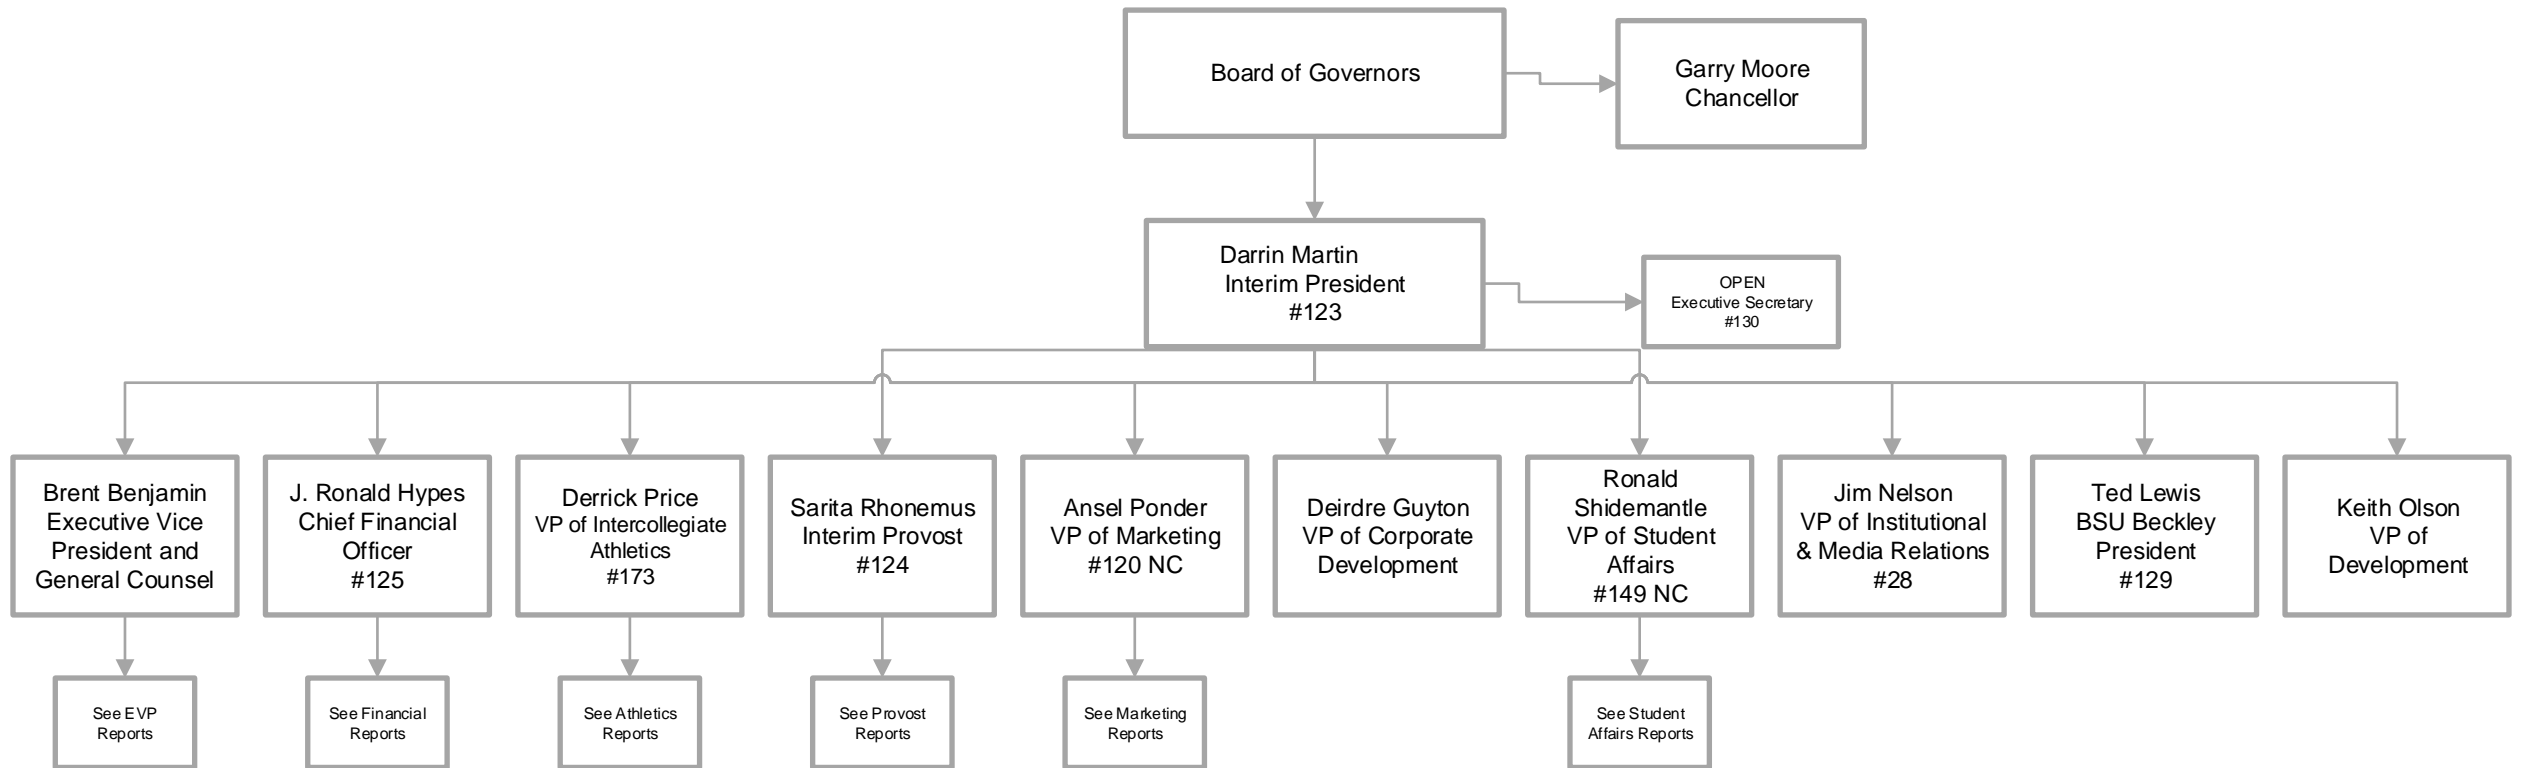 Board of Governors
Garry Moore
Chancellor
Darrin Martin
Interim President
#123
OPEN
Executive Secretary
#130
Brent Benjamin
Executive Vice
President and
General Counsel
J. Ronald Hypes
Chief Financial
Officer
#125
Derrick Price
VP of Intercollegiate
Athletics
#173
Sarita Rhonemus
Interim Provost
#124
Ansel Ponder
VP of Marketing
#120 NC
Deirdre Guyton
VP of Corporate
Development
Ronald
Shidemantle
VP of Student
Affairs
#149 NC
Jim Nelson
VP of Institutional
& Media Relations
#28
Ted Lewis
BSU Beckley
President
#129
Keith Olson
VP of
Development
See EVP
Reports
See Financial
Reports
See Athletics
Reports
See Provost
Reports
See Marketing
Reports
See Student
Affairs Reports